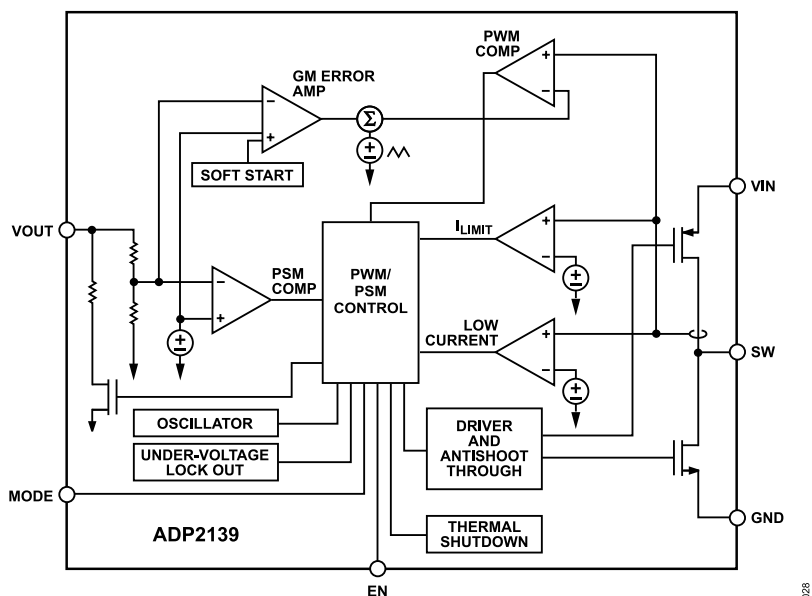 PWM
COMP
GM ERROR
AMP
+
−
−
+
Σ
+
−
SOFT START
VIN
VOUT
ILIMIT
+
−
+
−
PSM
COMP
PWM/
PSM
CONTROL
−
+
+
−
LOW
CURRENT
+
−
+
−
SW
OSCILLATOR
UNDER-VOLTAGE
LOCK OUT
DRIVER
AND
ANTISHOOT
THROUGH
MODE
ADP2139
THERMAL
SHUTDOWN
GND
EN
028